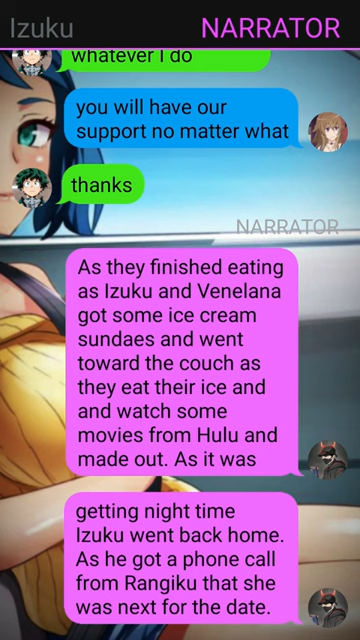 Izuku
NARRATOR
whatever I do
you will have our
support no matter what
thanks
NARRATOR
As they finished eating
as Izuku and Venelana
got some ice cream
sundaes and went
toward the couch as
they eat their ice and
and watch some
movies from Hulu and
made out. As it was
getting night time
Izuku went back home.
As he got a phone call
from Rangiku that she
was next for the date.